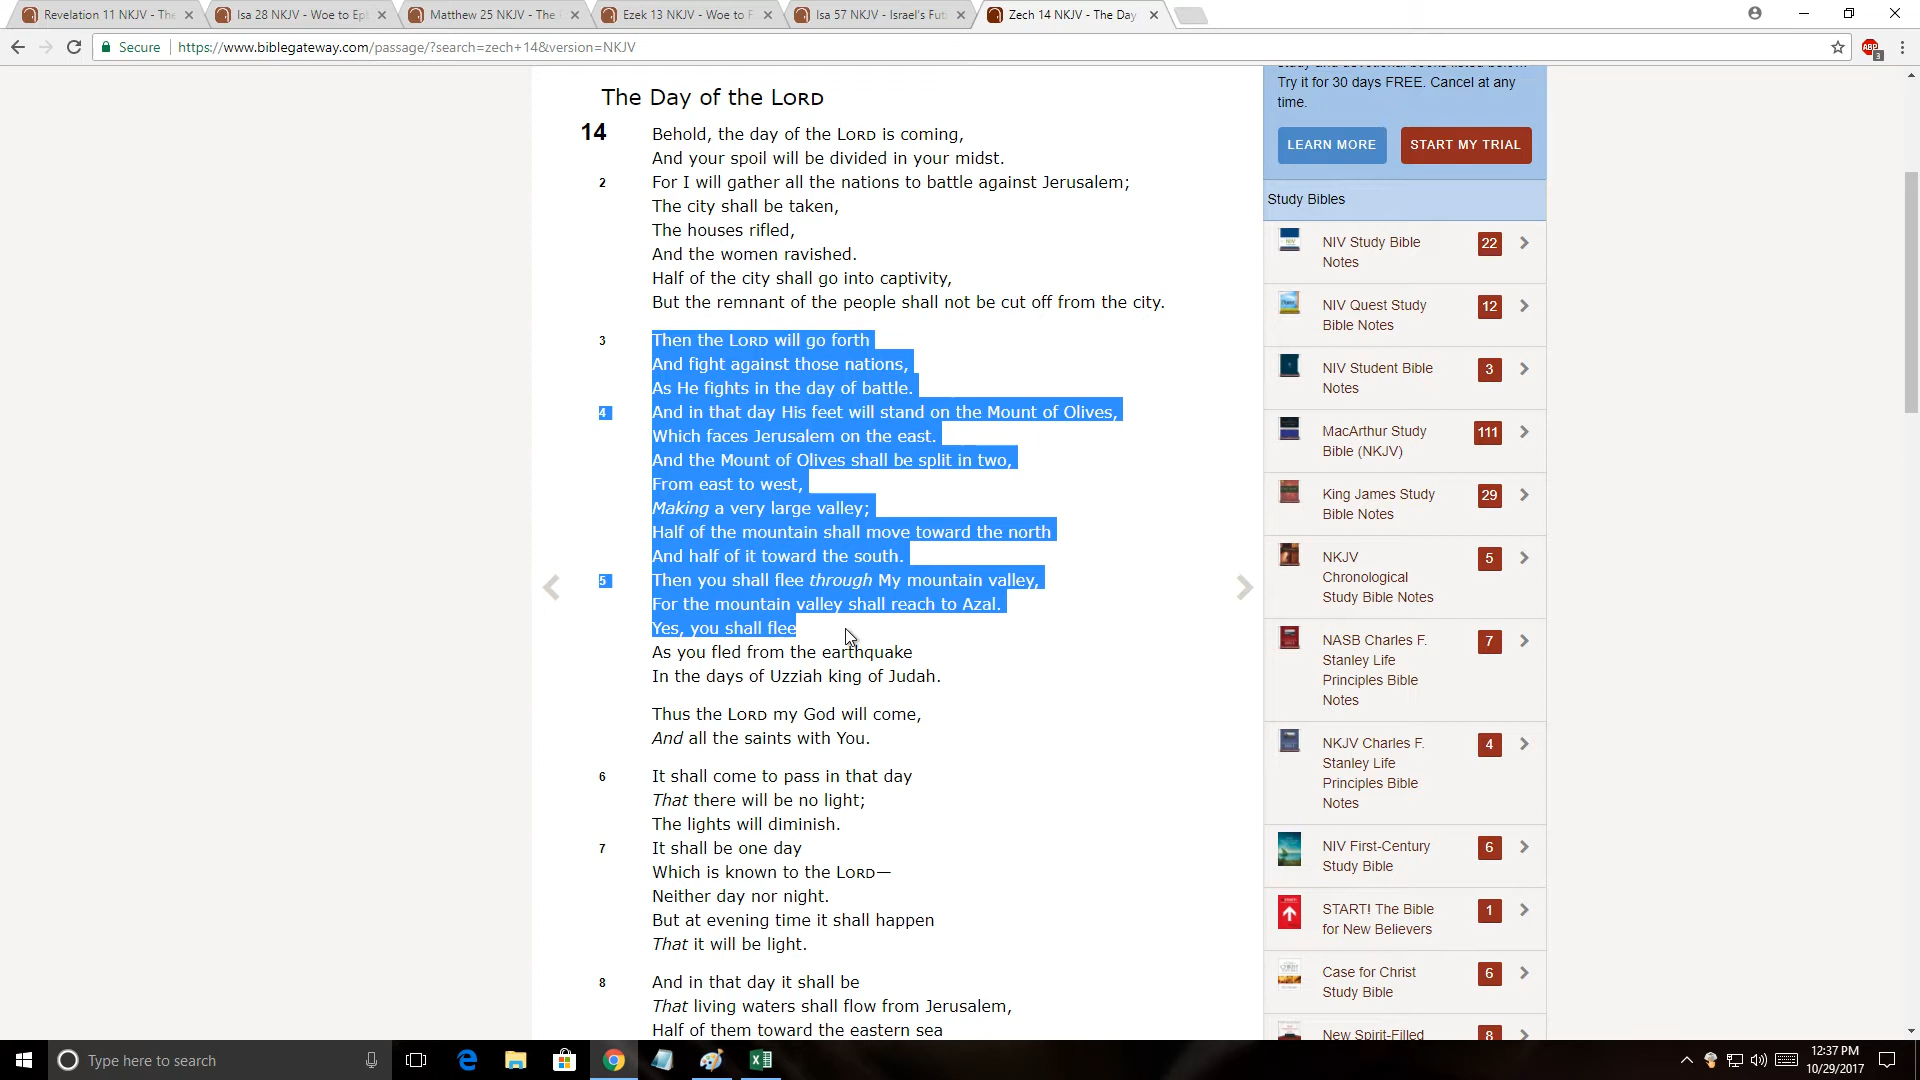 Revelation 11 NKJV - The
Isa 28 NKJV - Woe to Ep
Matthew 25 NKJV - The
Ezek 13 NKJV - Woe to F
Isa 57 NKJV - Israel's Fut
Zech 14 NKJV - The Day
Secure
https://www.biblegateway.com/passage/?search=zech+14&version=NKJV
ABP
3
The Day of the LORD
14 Behold, the day of the LORD is coming,
And your spoil will be divided in your midst.
2 For I will gather all the nations to battle against Jerusalem;
The city shall be taken,
The houses rifled,
And the women ravished.
Half of the city shall go into captivity,
But the remnant of the people shall not be cut off from the city.
3 Then the LORD will go forth
And fight against those nations,
As He fights in the day of battle.
4 And in that day His feet will stand on the Mount of Olives,
Which faces Jerusalem on the east.
And the Mount of Olives shall be split in two,
From east to west,
Making a very large valley;
Half of the mountain shall move toward the north
And half of it toward the south.
5 Then you shall flee through My mountain valley,
For the mountain valley shall reach to Azal.
Yes, you shall flee
As you fled from the earthquake
In the days of Uzziah king of Judah.
Thus the LORD my God will come,
And all the saints with You.
6 It shall come to pass in that day
That there will be no light;
The lights will diminish.
7 It shall be one day
Which is known to the LORD—
Neither day nor night.
But at evening time it shall happen
That it will be light.
8 And in that day it shall be
That living waters shall flow from Jerusalem,
Half of them toward the eastern sea
Try it for 30 days FREE. Cancel at any
time.
LEARN MORE
START MY TRIAL
Study Bibles
NIV Study Bible
Notes
22
NIV Quest Study
Bible Notes
12
NIV Student Bible
Notes
3
MacArthur Study
Bible (NKJV)
111
King James Study
Bible Notes
29
NKJV
Chronological
Study Bible Notes
5
NASB Charles F.
Stanley Life
Principles Bible
Notes
7
NKJV Charles F.
Stanley Life
Principles Bible
Notes
4
NIV First-Century
Study Bible
6
START! The Bible
for New Believers
1
Case for Christ
Study Bible
6
New Spirit-Filled
8
Type here to search
12:37 PM
10/29/2017